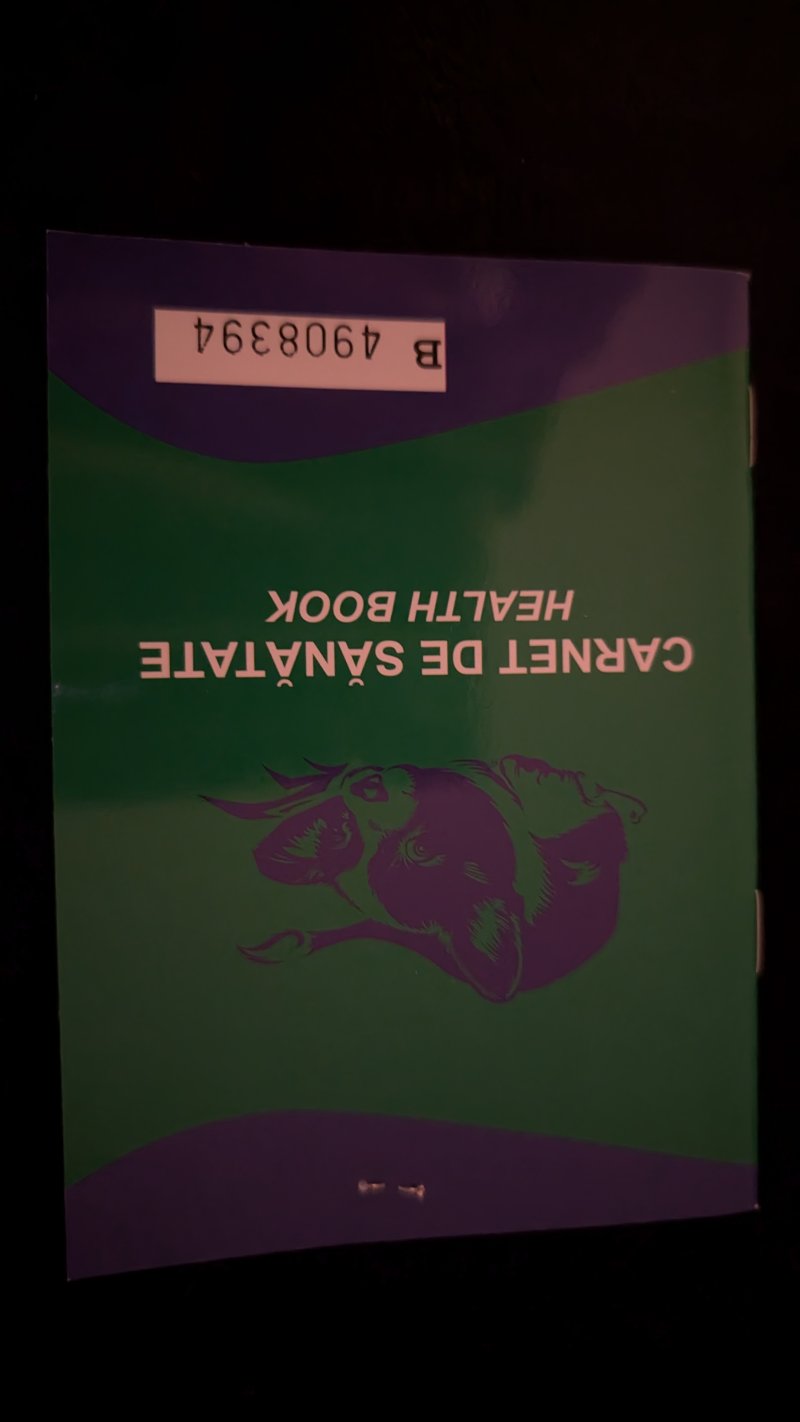 CARNET DE SĂNĂTATE
HEALTH BOOK
B 4908394